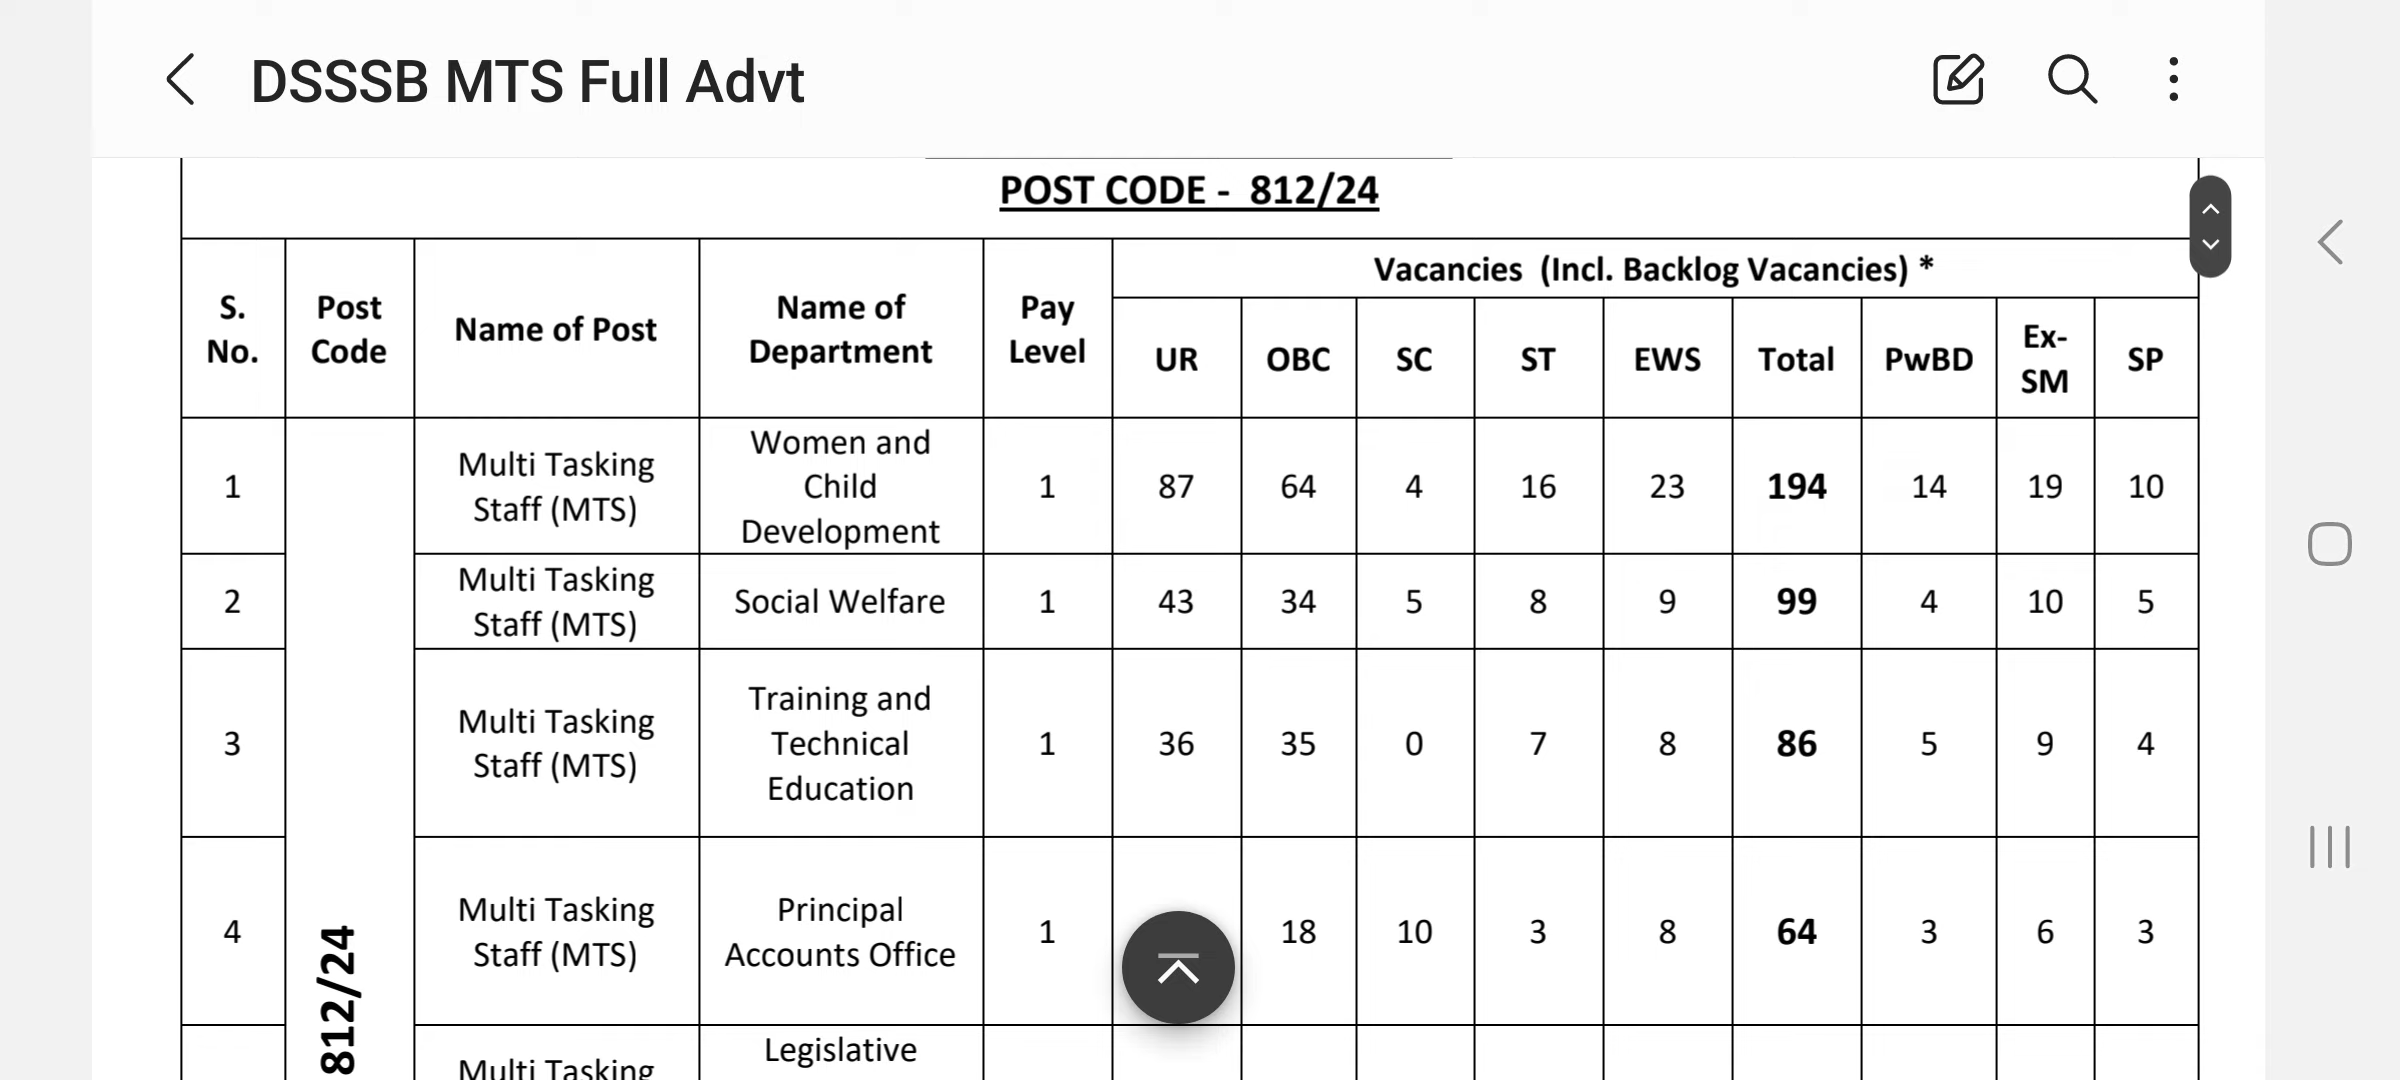 DSSSB MTS Full Advt
POST CODE - 812/24
S. No. Post Code Name of Post Name of Department Pay Level Vacancies (Incl. Backlog Vacancies) *
UR OBC SC ST EWS Total PwBD Ex-SM SP
812/24
1 Multi Tasking Staff (MTS) Women and Child Development 1 87 64 4 16 23 194 14 19 10
2 Multi Tasking Staff (MTS) Social Welfare 1 43 34 5 8 9 99 4 10 5
3 Multi Tasking Staff (MTS) Training and Technical Education 1 36 35 0 7 8 86 5 9 4
4 Multi Tasking Staff (MTS) Principal Accounts Office 1 18 10 3 8 64 3 6 3
Multi Tasking Legislative